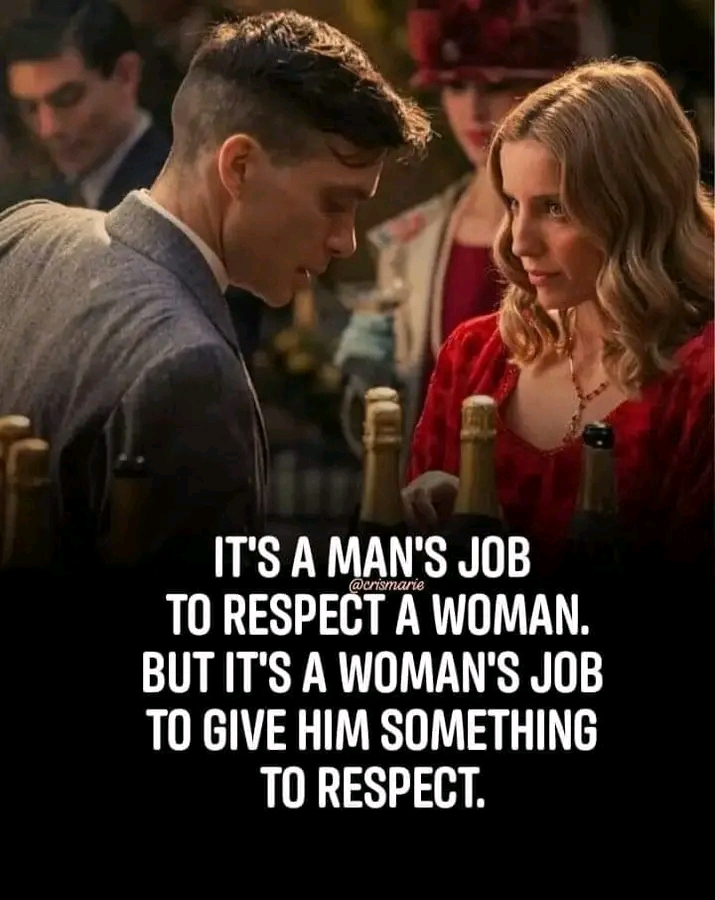 IT'S A MAN'S JOB
@crismarie
TO RESPECT A WOMAN.
BUT IT'S A WOMAN'S JOB
TO GIVE HIM SOMETHING
TO RESPECT.